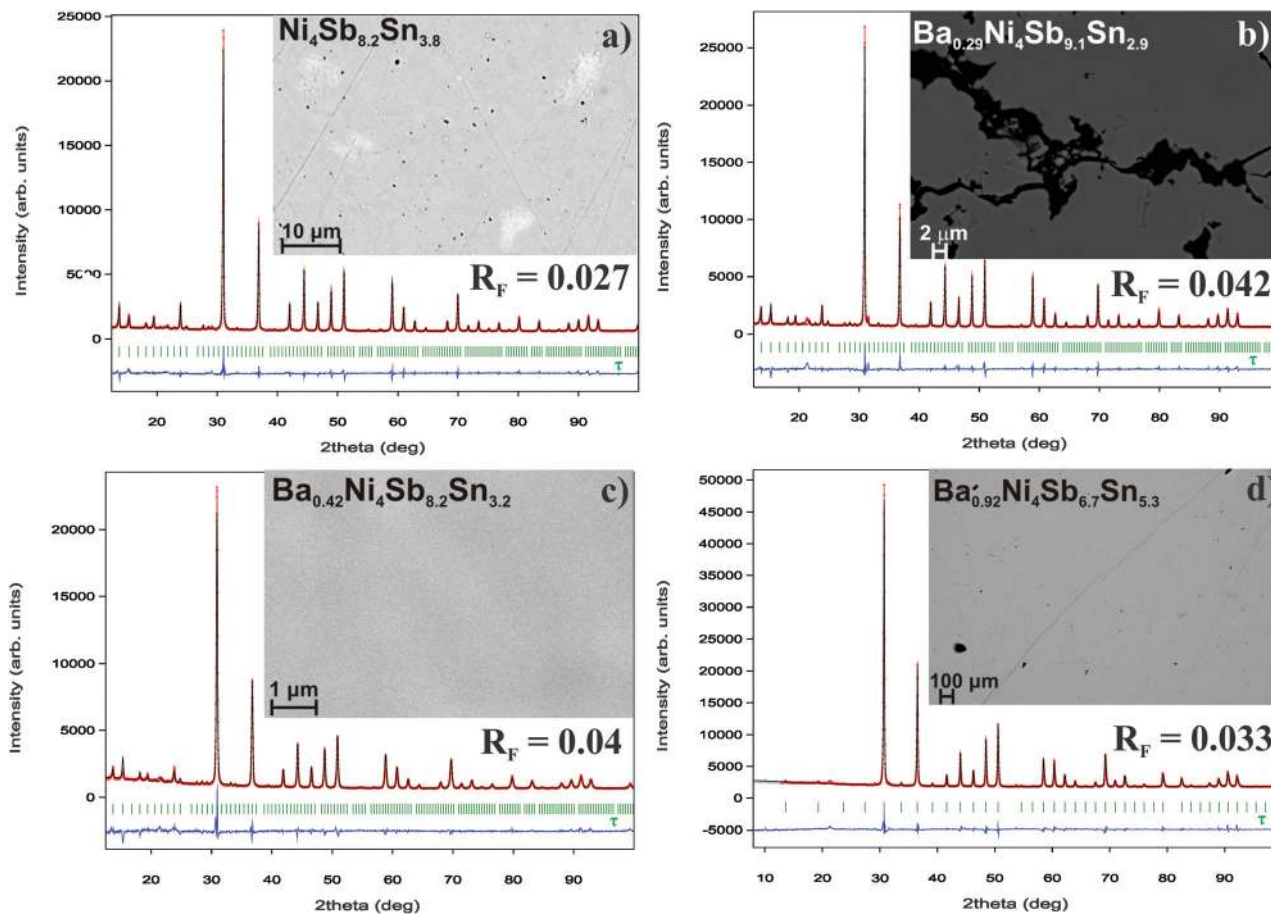 Ni4Sb8.2Sn3.8
a)
25000
20000
15000
10000
5000
0
Intensity (arb. units)
10 μm
RF = 0.027
τ
20 30 40 50 60 70 80 90
2theta (deg)
Ba0.29Ni4Sb9.1Sn2.9
b)
25000
20000
15000
10000
5000
0
Intensity (arb. units)
2 μm
RF = 0.042
τ
20 30 40 50 60 70 80 90
2theta (deg)
Ba0.42Ni4Sb8.2Sn3.2
c)
20000
15000
10000
5000
0
Intensity (arb. units)
1 μm
RF = 0.04
τ
20 30 40 50 60 70 80 90
2theta (deg)
Ba0.92Ni4Sb6.7Sn5.3
d)
50000
45000
40000
35000
30000
25000
20000
15000
10000
5000
0
-5000
Intensity (arb. units)
100 μm
RF = 0.033
τ
10 20 30 40 50 60 70 80 90
2theta (deg)